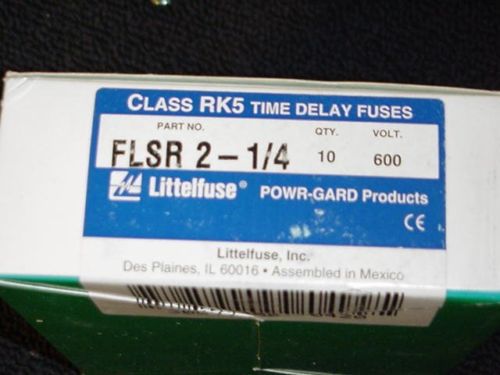 CLASS RK5 TIME DELAY FUSES
PART NO. QTY. VOLT.
FLSR 2-1/4 10 600
Littelfuse® POWR-GARD Products
CE
Littelfuse, Inc.
Des Plaines, IL 60016 • Assembled in Mexico